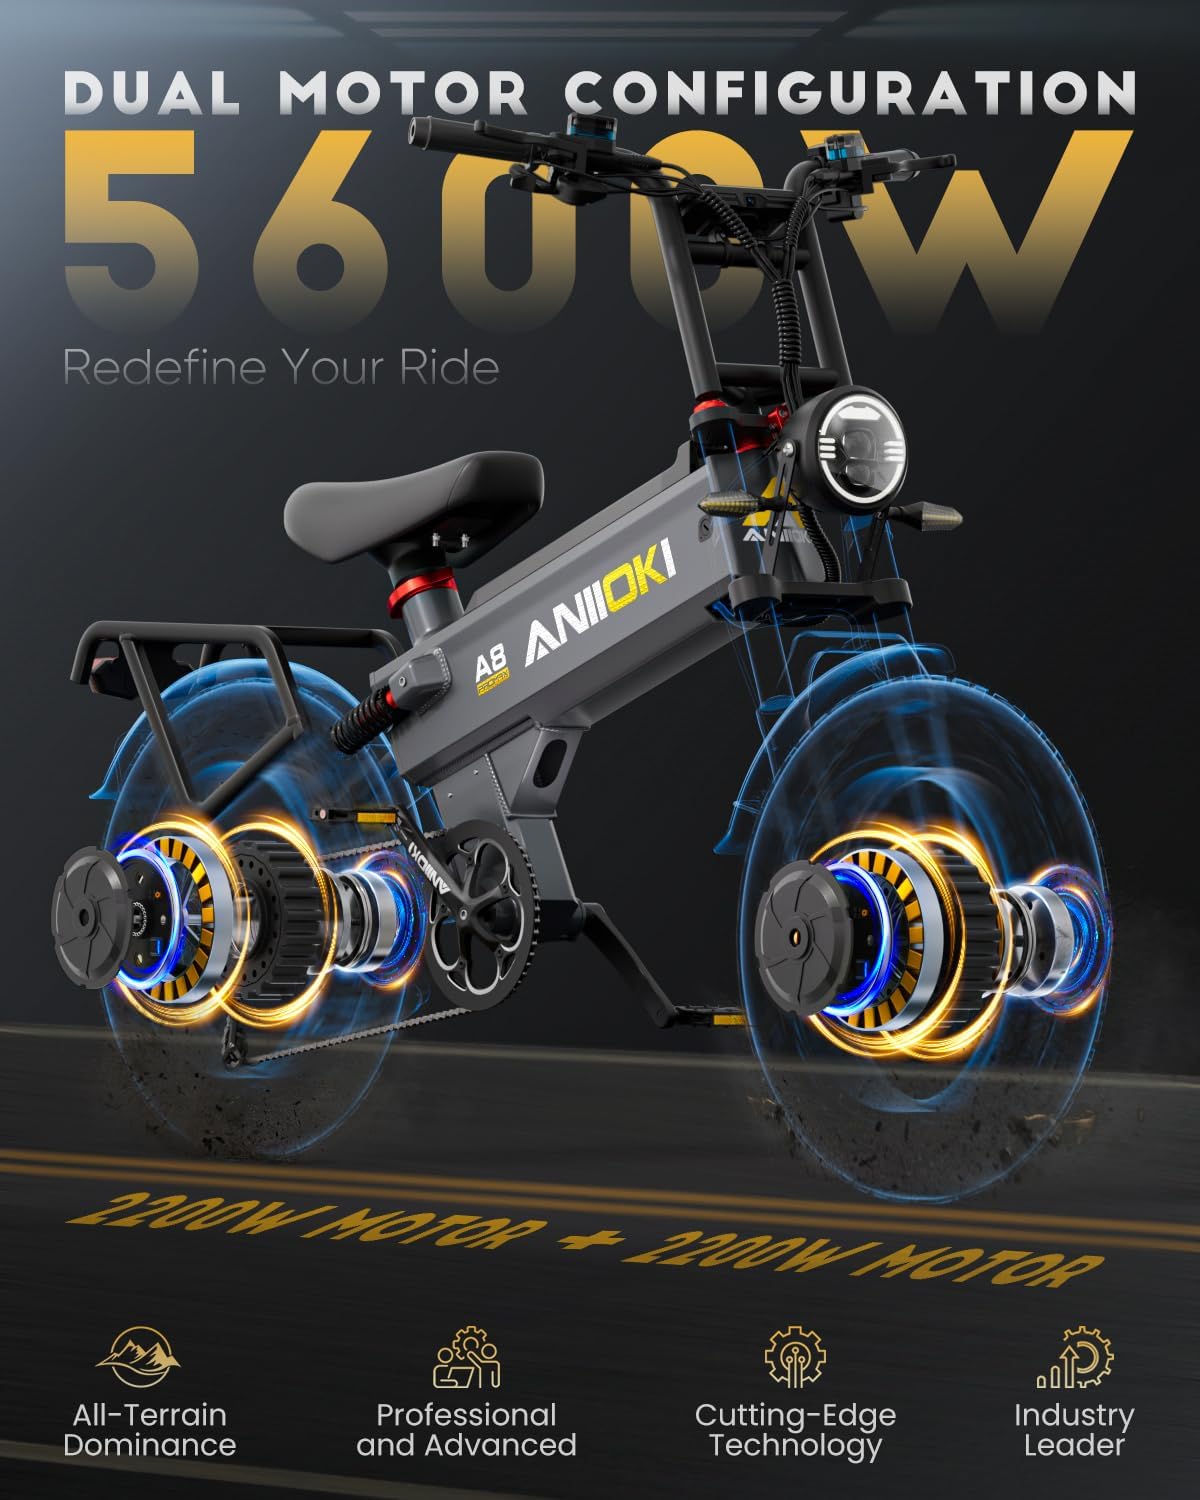 DUAL MOTOR CONFIGURATION
5600W
Redefine Your Ride
ANIIOKI
A8
ANIIOKI
ANIIOKI
2200W MOTOR + 2200W MOTOR
All-Terrain
Dominance
Professional
and Advanced
Cutting-Edge
Technology
Industry
Leader